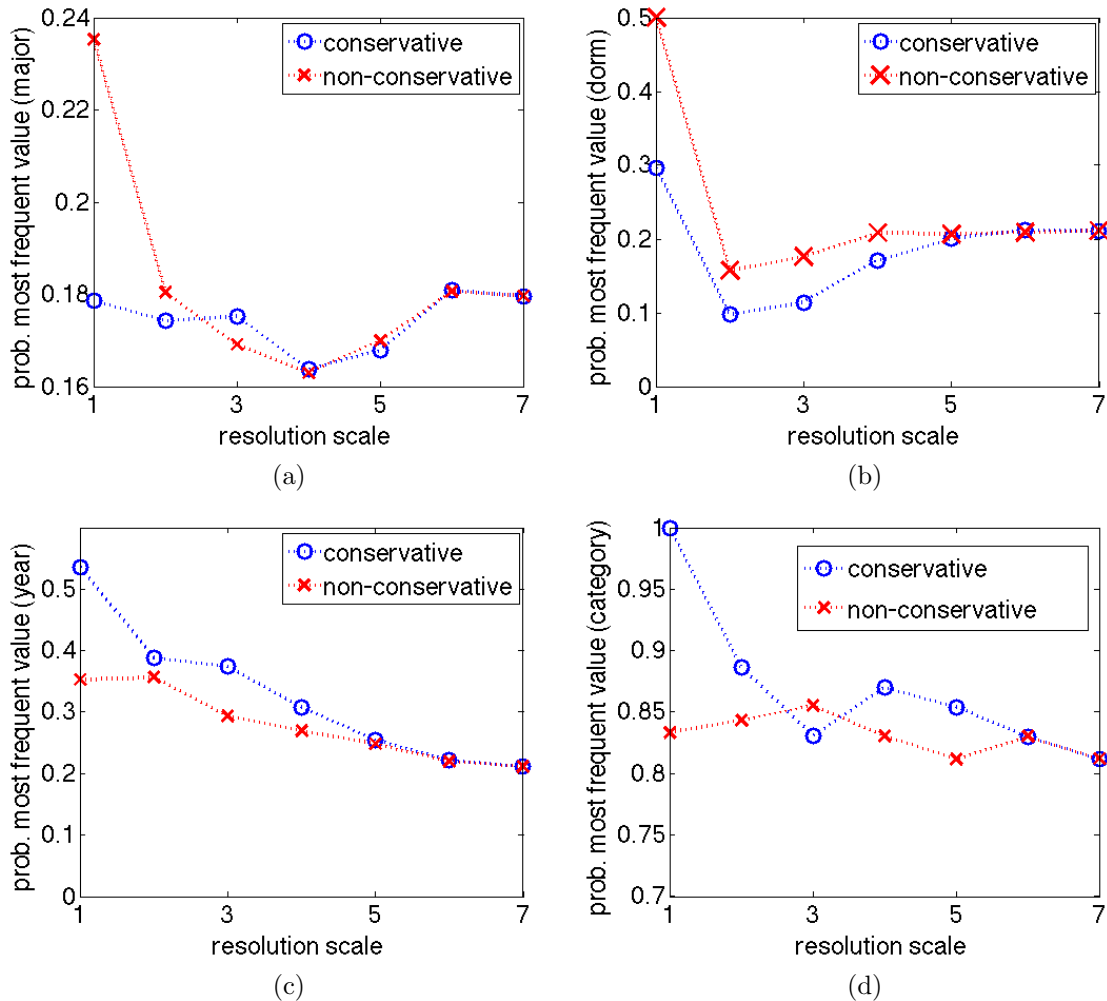 0.24
0.22
0.2
0.18
0.16
1
3
5
7
prob. most frequent value (major)
resolution scale
conservative
non-conservative
(a)
0.5
0.4
0.3
0.2
0.1
0
1
3
5
7
prob. most frequent value (dorm)
resolution scale
conservative
non-conservative
(b)
0.5
0.4
0.3
0.2
0.1
0
1
3
5
7
prob. most frequent value (year)
resolution scale
conservative
non-conservative
(c)
1
0.95
0.9
0.85
0.8
0.75
0.7
1
3
5
7
prob. most frequent value (category)
resolution scale
conservative
non-conservative
(d)